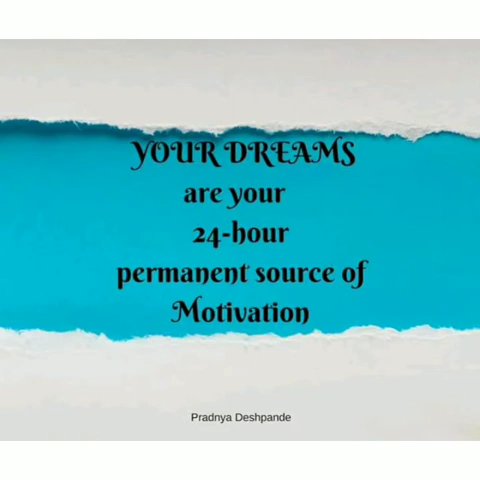 YOUR DREAMS
are your
24-hour
permanent source of
Motivation
Pradnya Deshpande